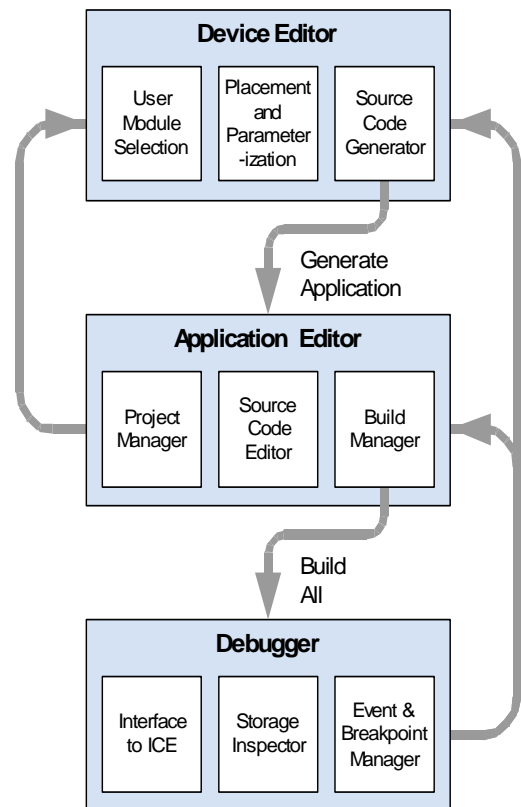 Device Editor
User
Module
Selection
Placement
and
Parameter
-ization
Source
Code
Generator
Generate
Application
Application Editor
Project
Manager
Source
Code
Editor
Build
Manager
Build
All
Debugger
Interface
to ICE
Storage
Inspector
Event &
Breakpoint
Manager